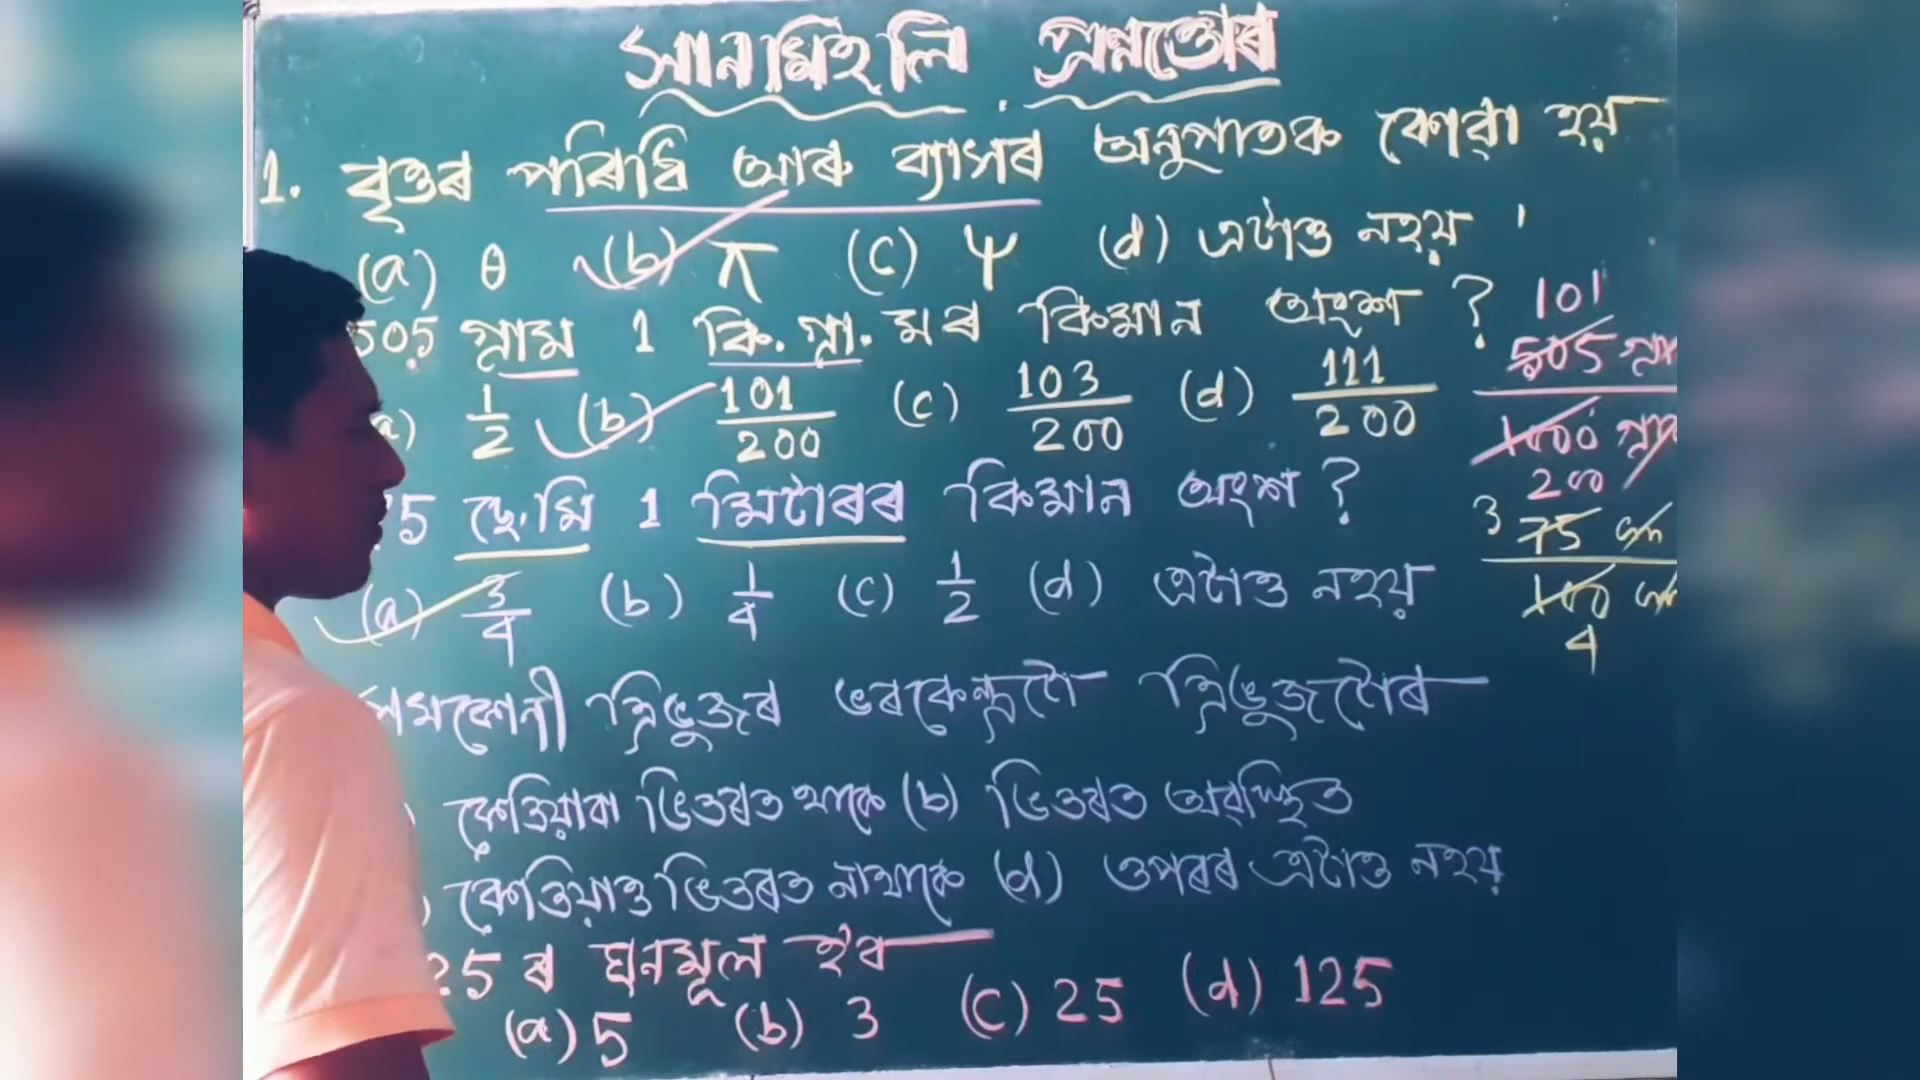 সানমিহলি প্ৰশ্নোত্তৰ
1. বৃত্তৰ পৰিধি আৰু ব্যাসৰ অনুপাতক কোৱা হয়
(a) θ (b) π (c) ψ (d) এটাও নহয়
505 গ্ৰাম 1 কি.গ্ৰা.মৰ কিমান অংশ ?
a) 1/2 (b) 101/200 (c) 103/200 (d) 111/200
101
505 গ্ৰাম
1000 গ্ৰাম
200
75 ছে.মি 1 মিটাৰৰ কিমান অংশ ?
(a) 3/4 (b) 1/4 (c) 1/2 (d) এটাও নহয়
3 75 cm
100 cm
4
সমকোনী ত্ৰিভুজৰ ভৰকেন্দ্ৰটো ত্ৰিভুজটোৰ
) কেতিয়াবা ভিতৰত থাকে (b) ভিতৰত অৱস্থিত
) কেতিয়াও ভিতৰত নাথাকে (d) ওপৰৰ এটাও নহয়
25 ৰ ঘনমূল হ'ব
(a) 5 (b) 3 (c) 25 (d) 125